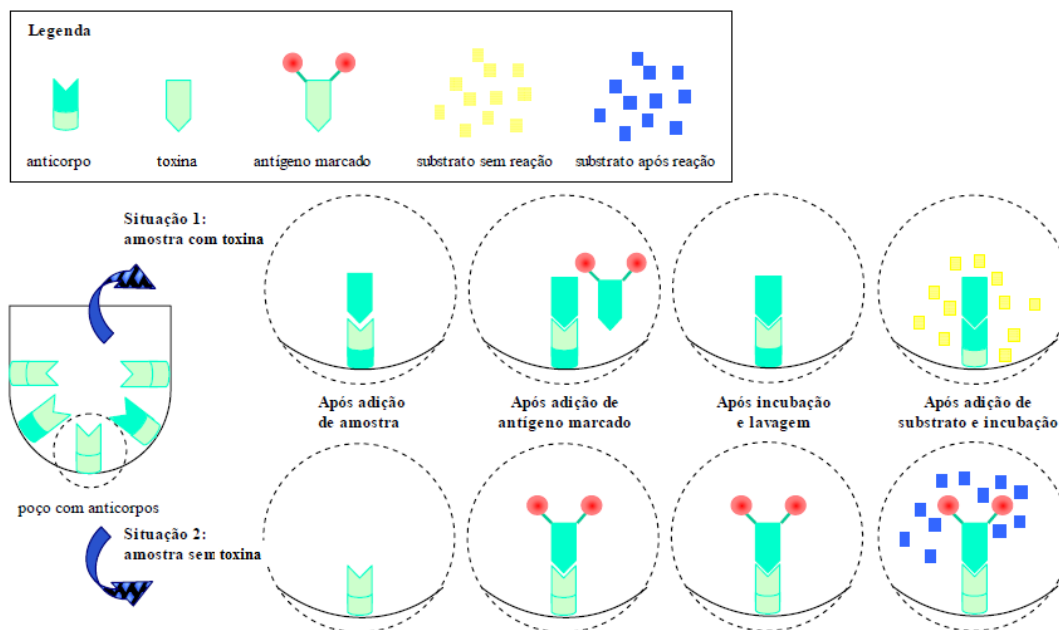 Legenda
anticorpo
toxina
antígeno marcado
substrato sem reação
substrato após reação
Situação 1:
amostra com toxina
Após adição
de amostra
Após adição de
antígeno marcado
Após incubação
e lavagem
Após adição de
substrato e incubação
poço com anticorpos
Situação 2:
amostra sem toxina